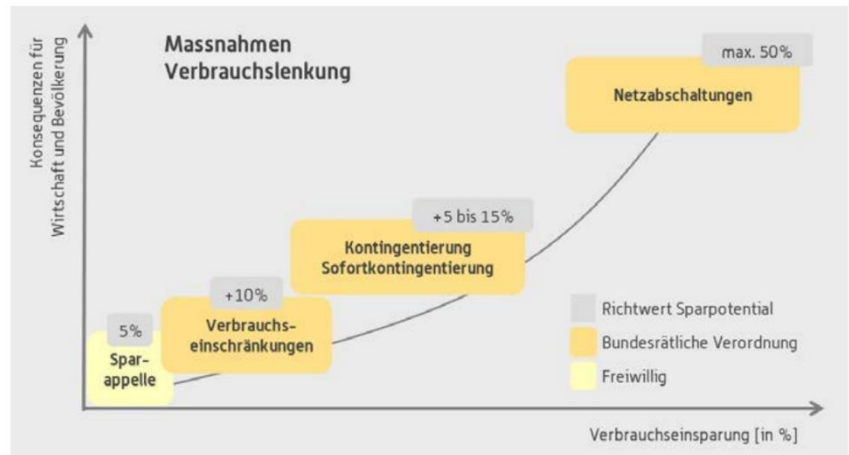 Konsequenzen für
Wirtschaft und Bevölkerung
Massnahmen
Verbrauchslenkung
max. 50%
Netzabschaltungen
+5 bis 15%
Kontingentierung
Sofortkontingentierung
+10%
Verbrauchs-
einschränkungen
5%
Spar-
appelle
Richtwert Sparpotential
Bundesrätliche Verordnung
Freiwillig
Verbrauchseinsparung [in %]